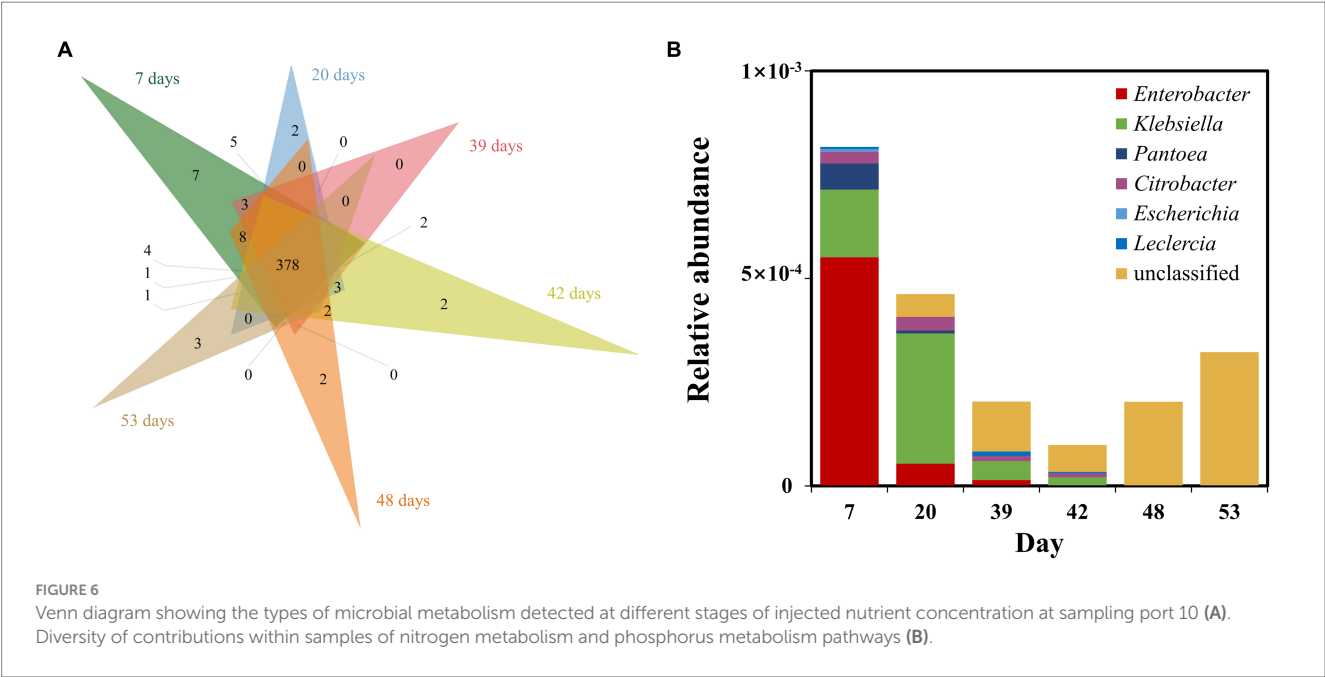 A
7 days
20 days
39 days
42 days
48 days
53 days
2
5
0
0
0
7
0
3
2
8
4
378
1
3
1
2
2
0
3
0
2
0
B
1×10-3
5×10-4
0
Relative abundance
Enterobacter
Klebsiella
Pantoea
Citrobacter
Escherichia
Leclercia
unclassified
7 20 39 42 48 53
Day
FIGURE 6
Venn diagram showing the types of microbial metabolism detected at different stages of injected nutrient concentration at sampling port 10 (A).
Diversity of contributions within samples of nitrogen metabolism and phosphorus metabolism pathways (B).